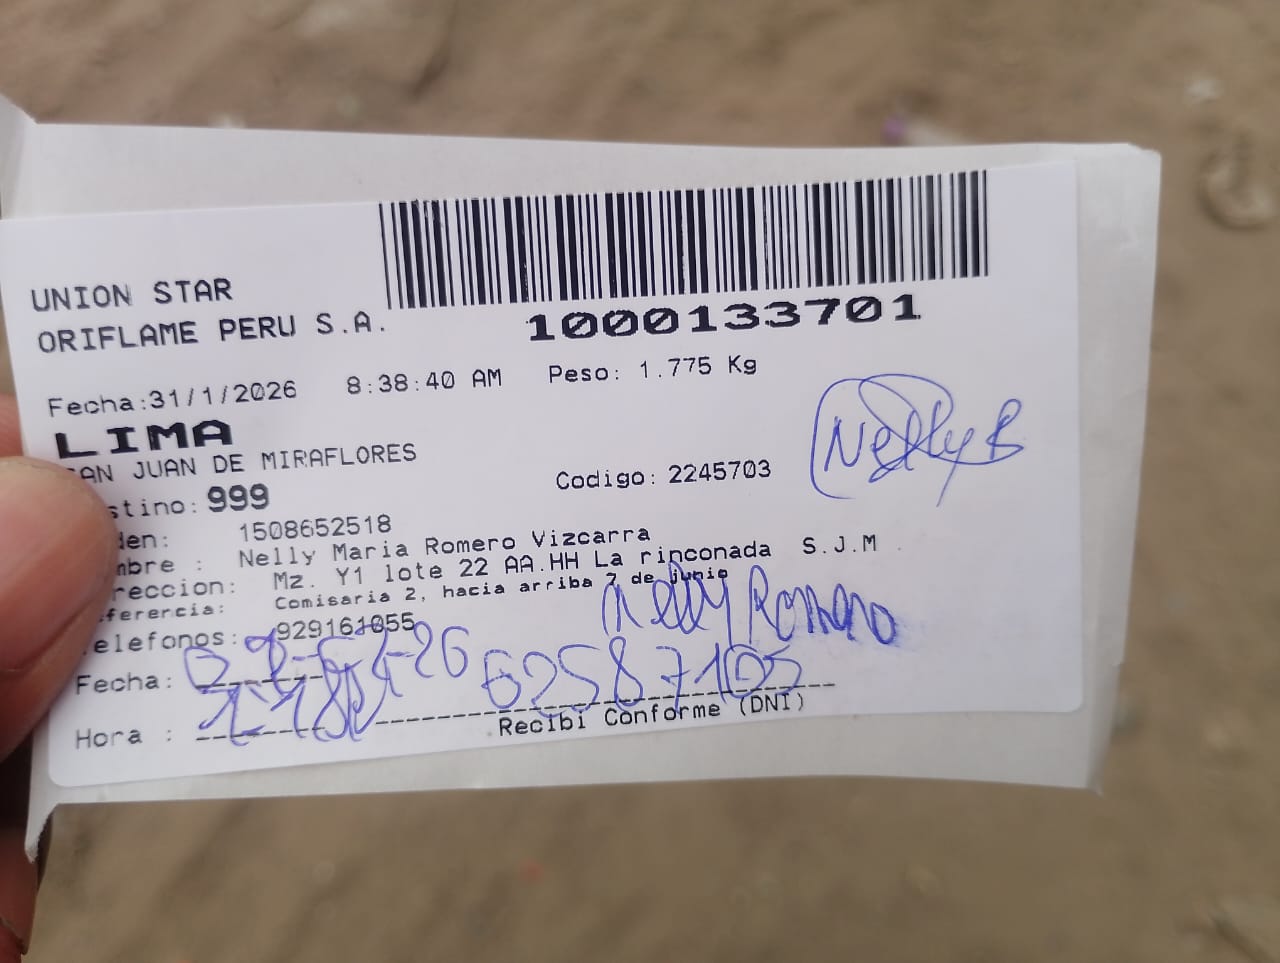 UNION STAR
ORIFLAME PERU S.A.
1000133701
Fecha:31/1/2026 8:38:40 AM Peso: 1.775 Kg
LIMA
AN JUAN DE MIRAFLORES
Nelly R
stino: 999 Codigo: 2245703
den: 1508652518
mbre : Nelly Maria Romero Vizcarra
reccion: Mz. Y1 lote 22 AA.HH La rinconada S.J.M
ferencia: Comisaria 2, hacia arriba 7 de junio
elefonos: 929161055
Nelly Romero
Fecha:
62587105
Hora :
Recibi Conforme (DNI)